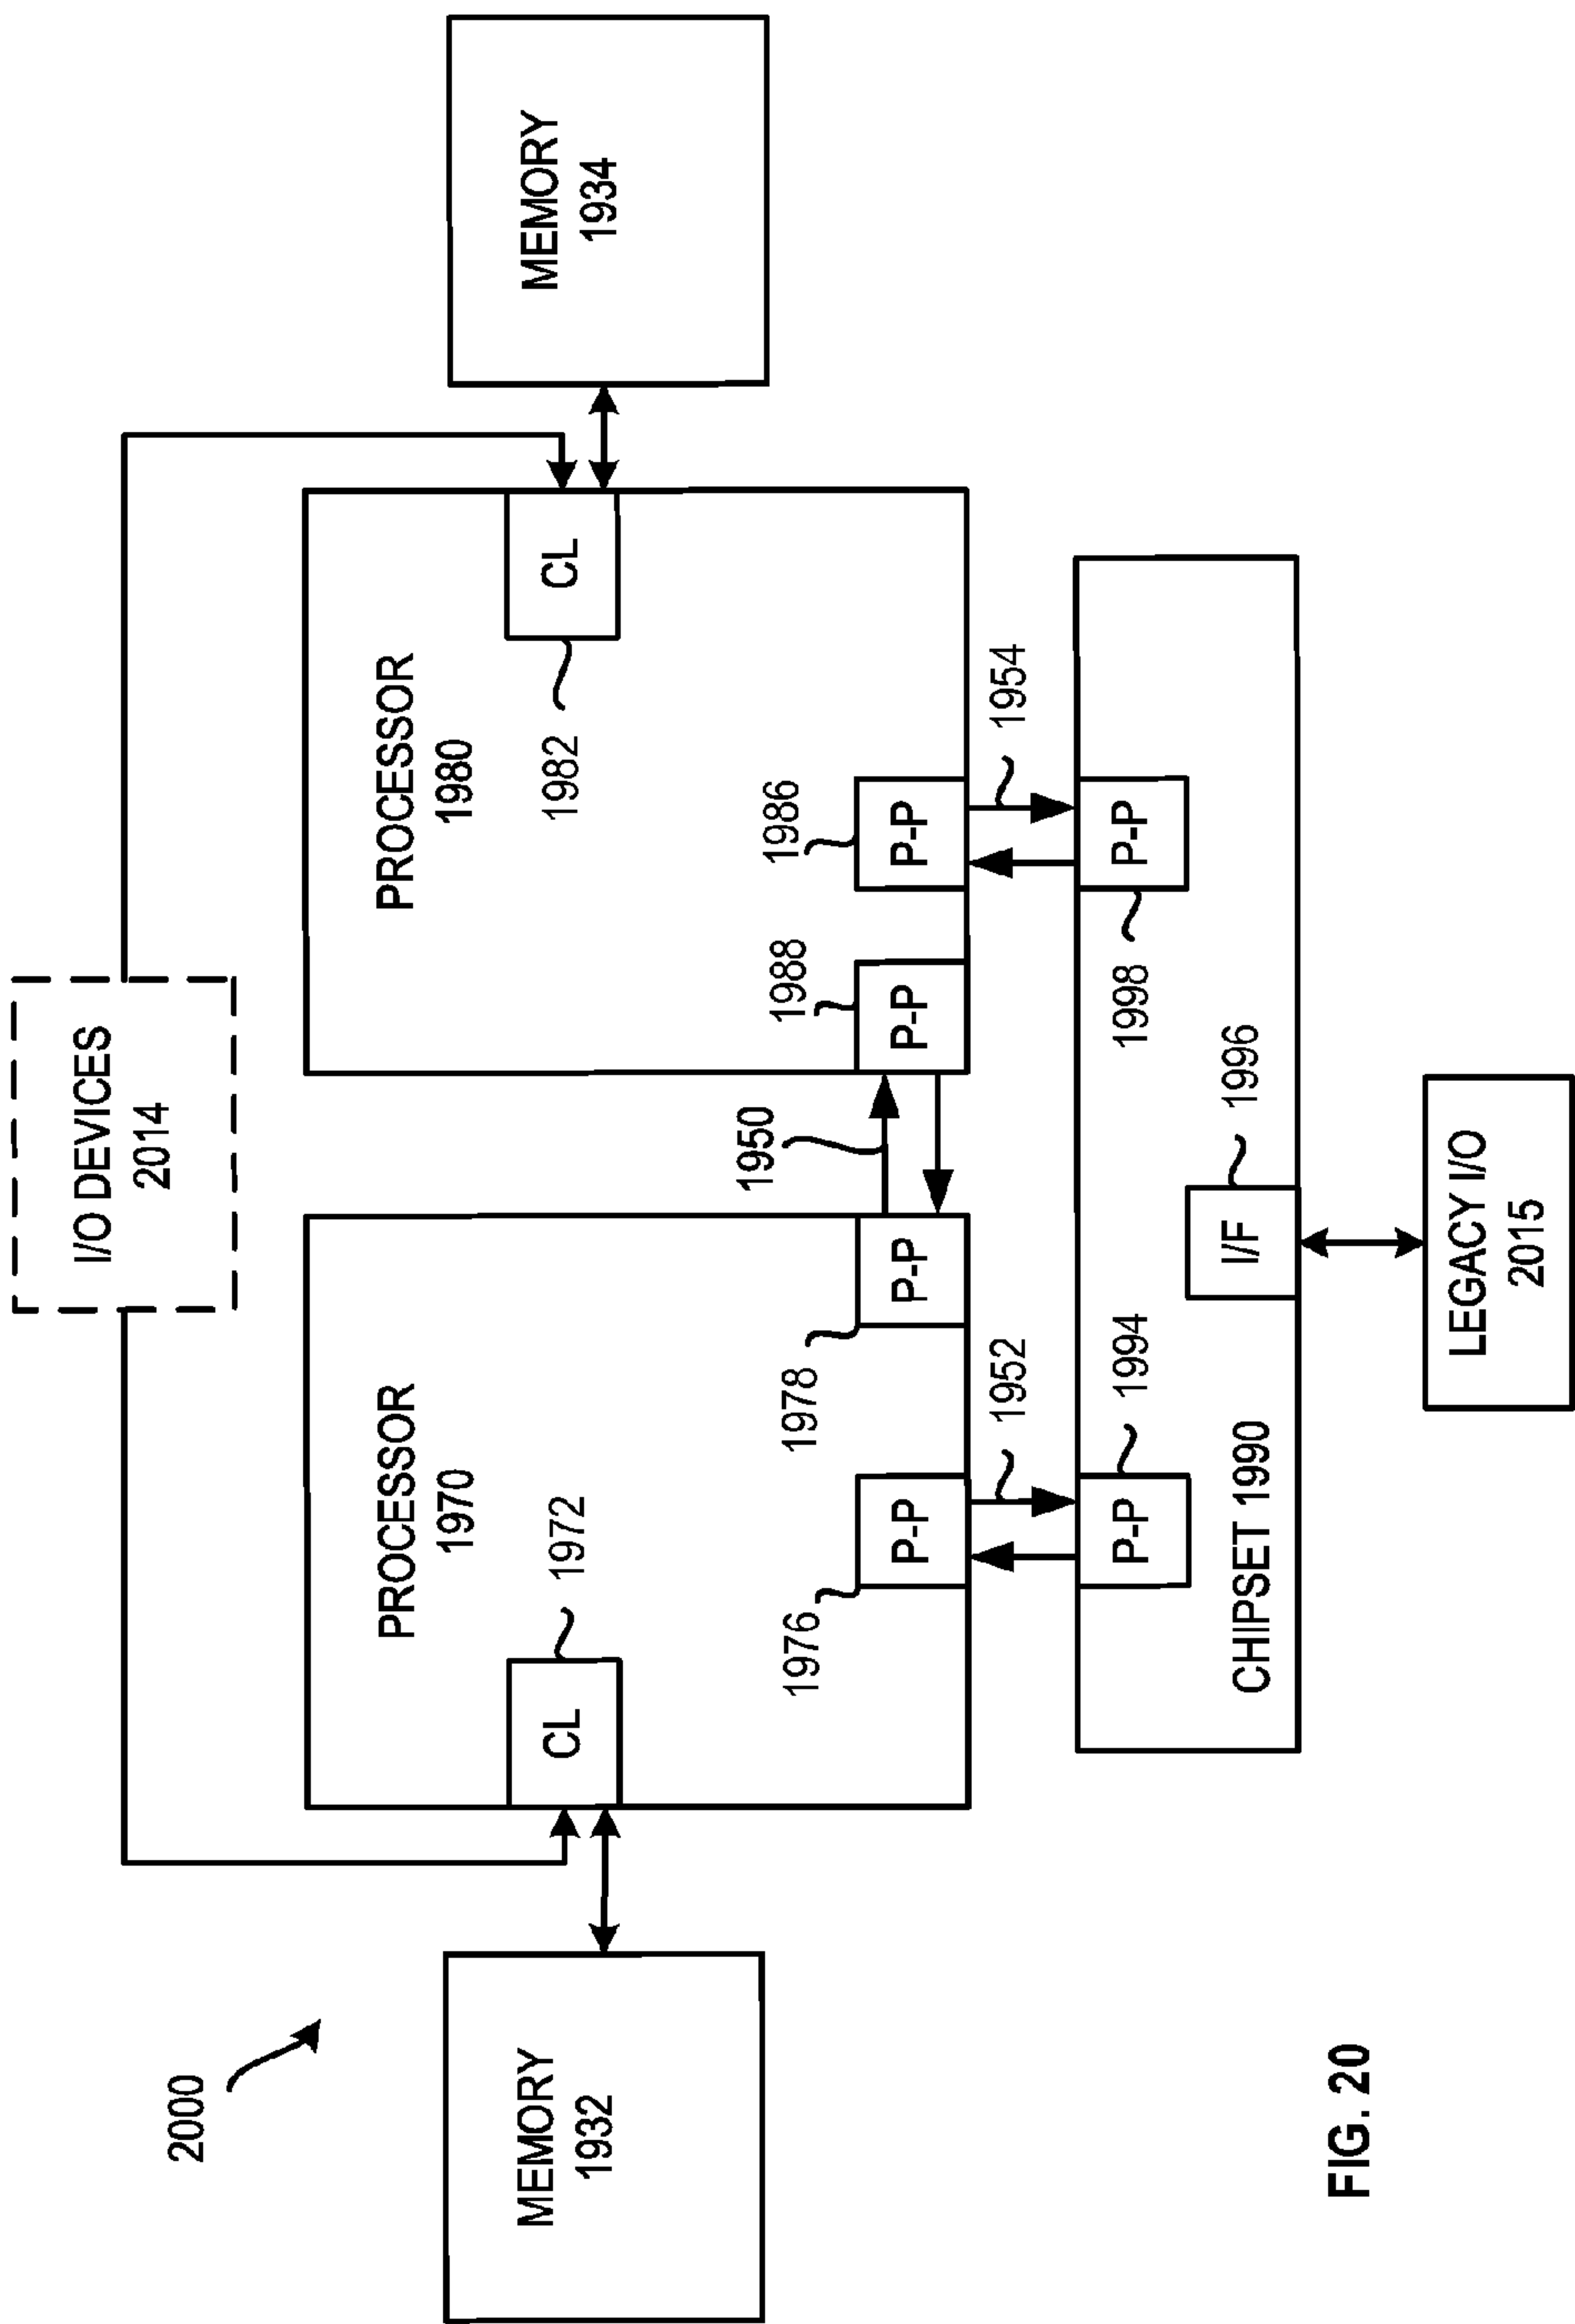 2000
I/O DEVICES
2014
MEMORY
1932
PROCESSOR
1970
CL
1972
1976
P-P
1978
P-P
1950
PROCESSOR
1980
CL
1982
1988
P-P
1986
P-P
MEMORY
1934
1952
1954
CHIPSET 1990
P-P
1994
I/F
1996
P-P
1998
LEGACY I/O
2015
FIG. 20